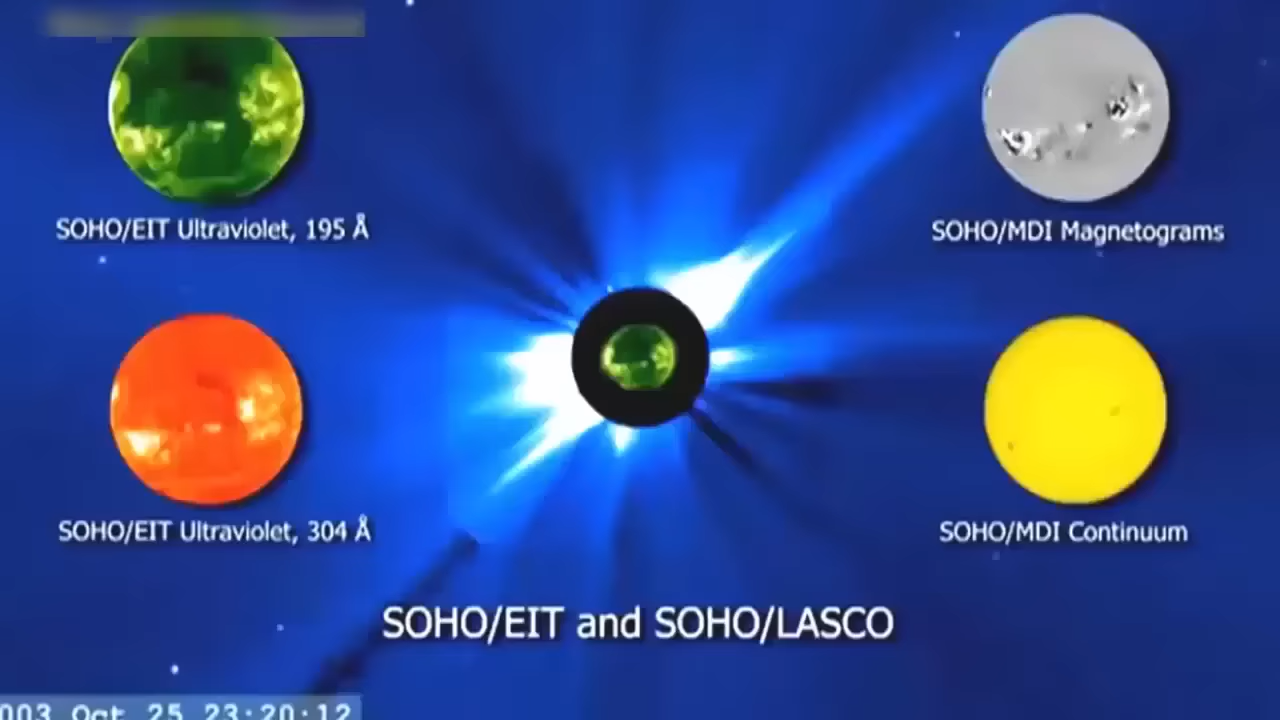 SOHO/EIT Ultraviolet, 195 Å
SOHO/MDI Magnetograms
SOHO/EIT Ultraviolet, 304 Å
SOHO/MDI Continuum
SOHO/EIT and SOHO/LASCO
003 Oct 25 23:20:12